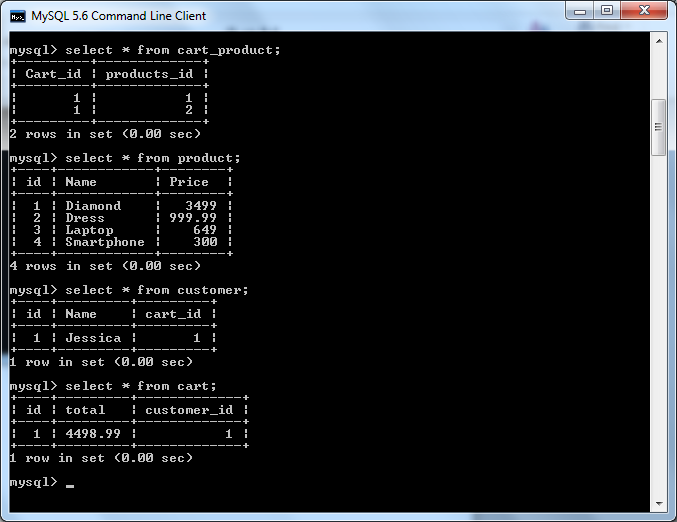 MySQL 5.6 Command Line Client
mysql> select * from cart_product;
+---------+-------------+
| Cart_id | products_id |
+---------+-------------+
|       1 |           1 |
|       1 |           2 |
+---------+-------------+
2 rows in set (0.00 sec)
mysql> select * from product;
+----+------------+--------+
| id | Name       | Price  |
+----+------------+--------+
|  1 | Diamond    |   3499 |
|  2 | Dress      | 999.99 |
|  3 | Laptop     |    649 |
|  4 | Smartphone |    300 |
+----+------------+--------+
4 rows in set (0.00 sec)
mysql> select * from customer;
+----+---------+---------+
| id | Name    | cart_id |
+----+---------+---------+
|  1 | Jessica |       1 |
+----+---------+---------+
1 row in set (0.00 sec)
mysql> select * from cart;
+----+---------+-------------+
| id | total   | customer_id |
+----+---------+-------------+
|  1 | 4498.99 |           1 |
+----+---------+-------------+
1 row in set (0.00 sec)
mysql> _